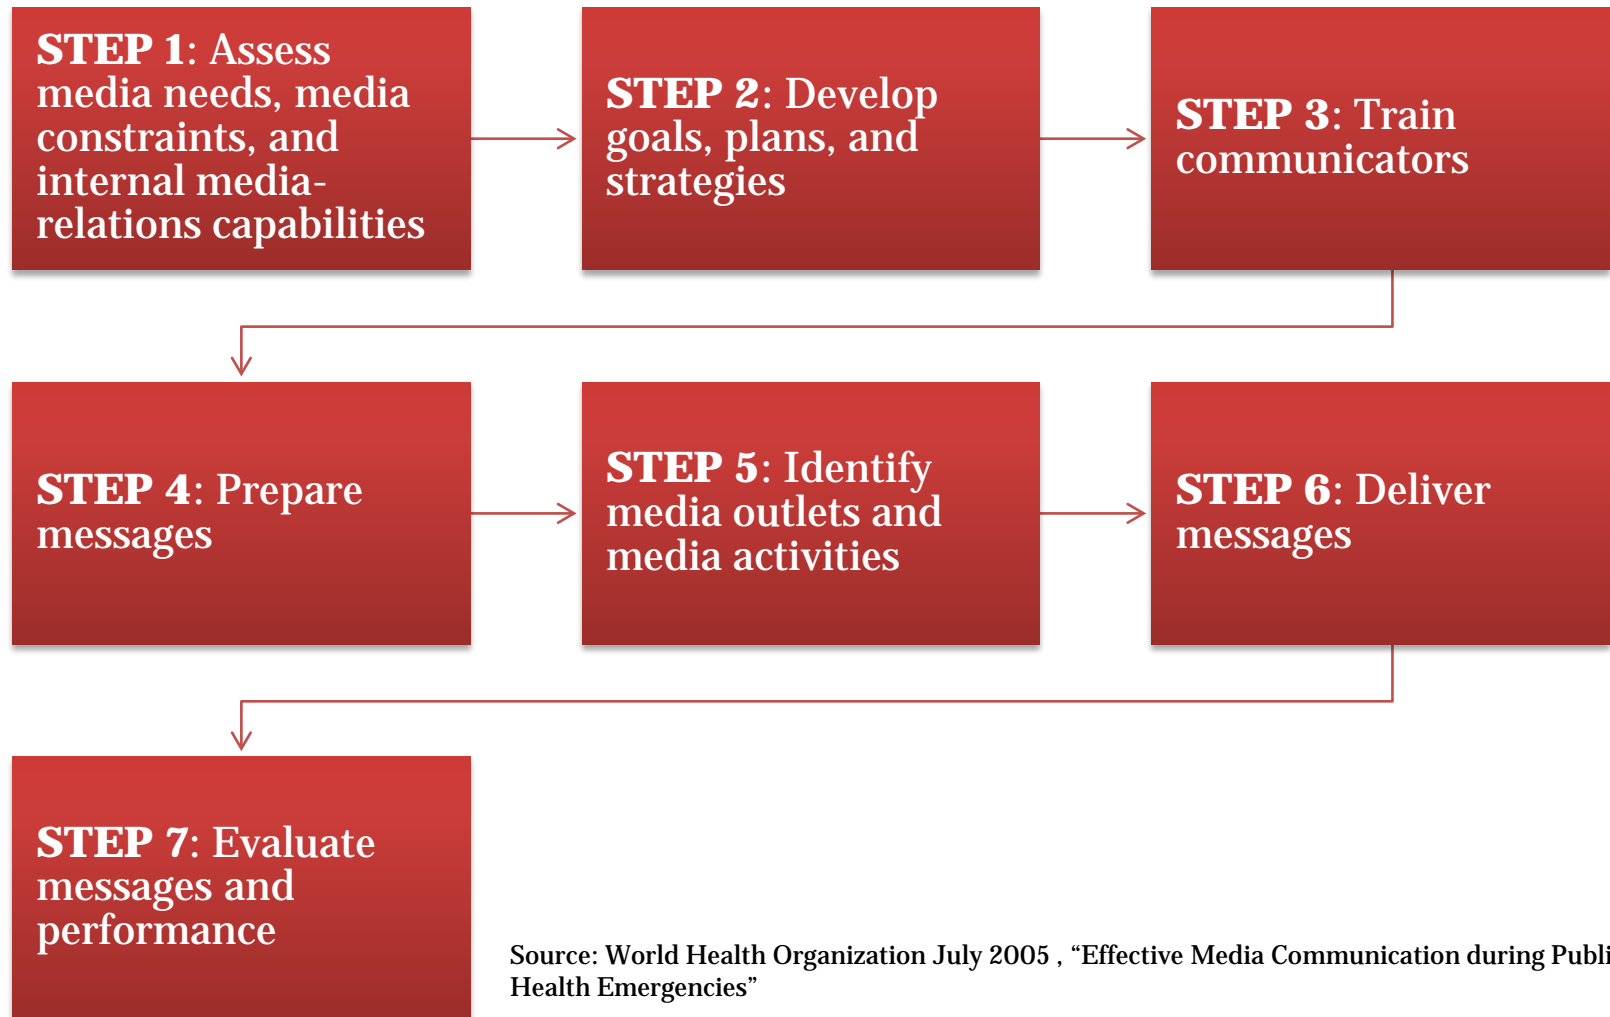 STEP 1: Assess
media needs, media
constraints, and
internal media-
relations capabilities
STEP 2: Develop
goals, plans, and
strategies
STEP 3: Train
communicators
STEP 4: Prepare
messages
STEP 5: Identify
media outlets and
media activities
STEP 6: Deliver
messages
STEP 7: Evaluate
messages and
performance
Source: World Health Organization July 2005 , “Effective Media Communication during Publi
Health Emergencies”